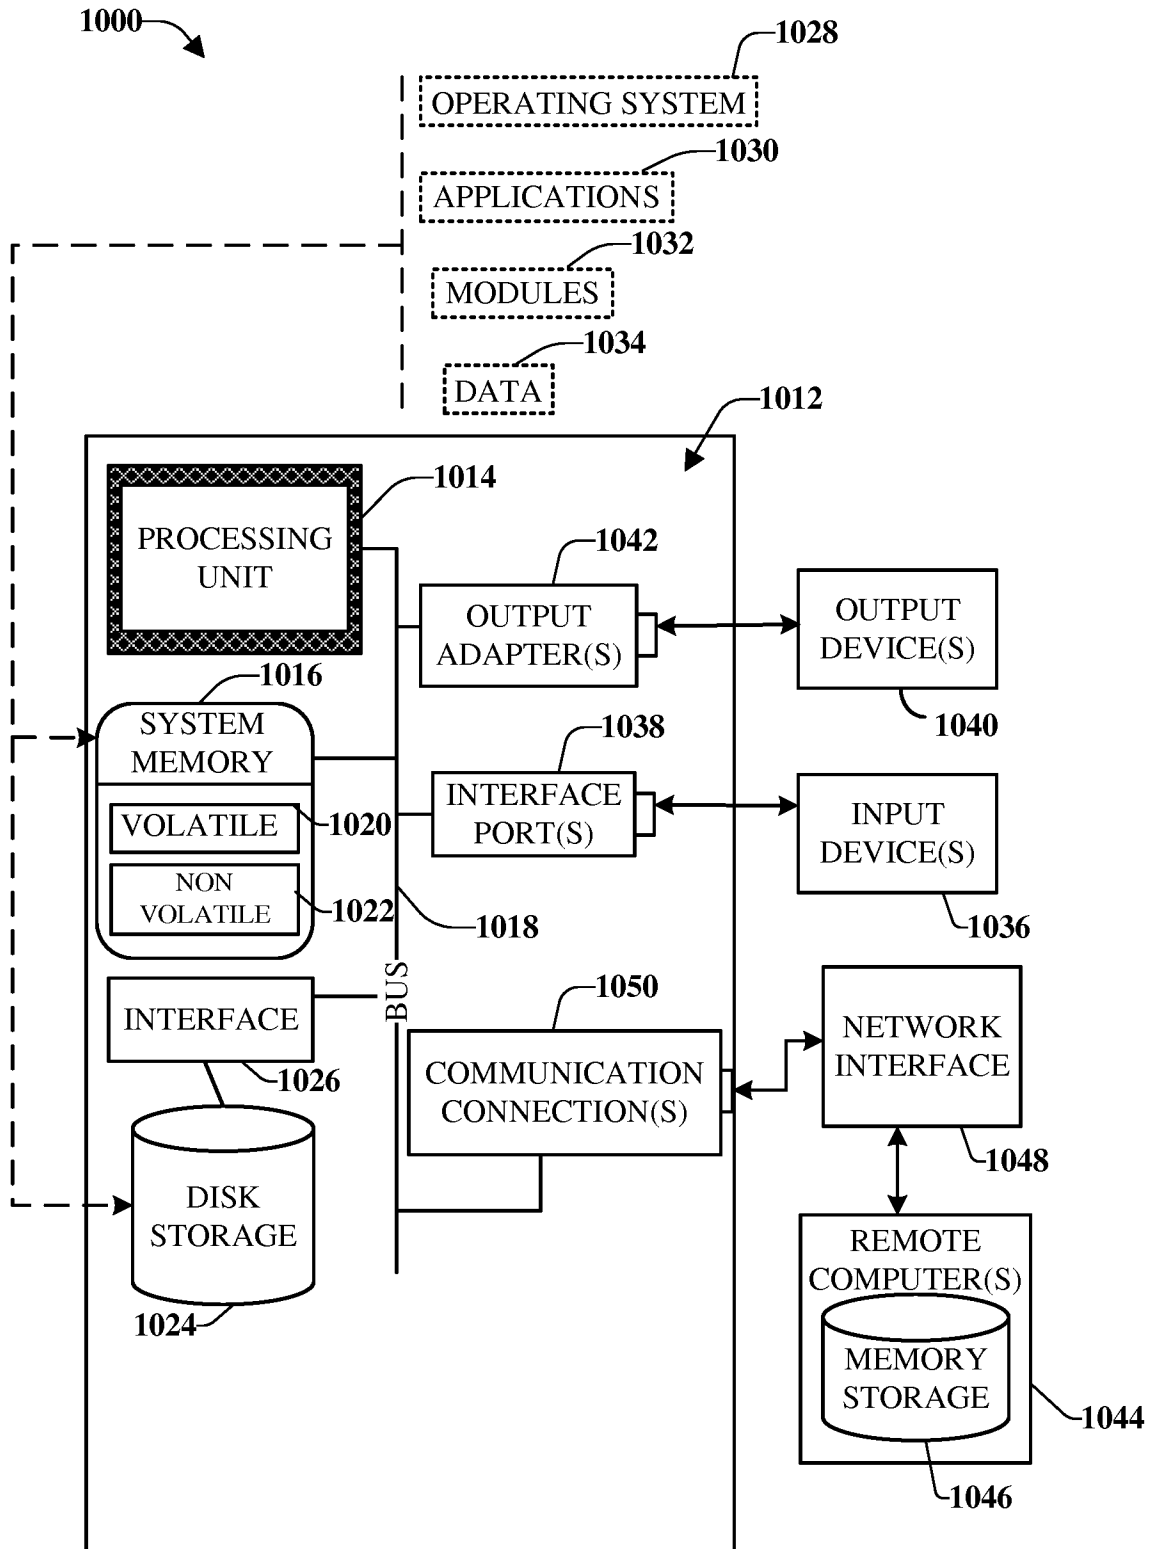 1000
1028
OPERATING SYSTEM
1030
APPLICATIONS
1032
MODULES
1034
DATA
1012
1014
PROCESSING
UNIT
1042
OUTPUT
ADAPTER(S)
OUTPUT
DEVICE(S)
1040
1016
SYSTEM
MEMORY
1038
INTERFACE
PORT(S)
INPUT
DEVICE(S)
1036
VOLATILE
1020
NON
VOLATILE
1022
1018
BUS
INTERFACE
1026
1050
COMMUNICATION
CONNECTION(S)
NETWORK
INTERFACE
1048
DISK
STORAGE
1024
REMOTE
COMPUTER(S)
MEMORY
STORAGE
1044
1046